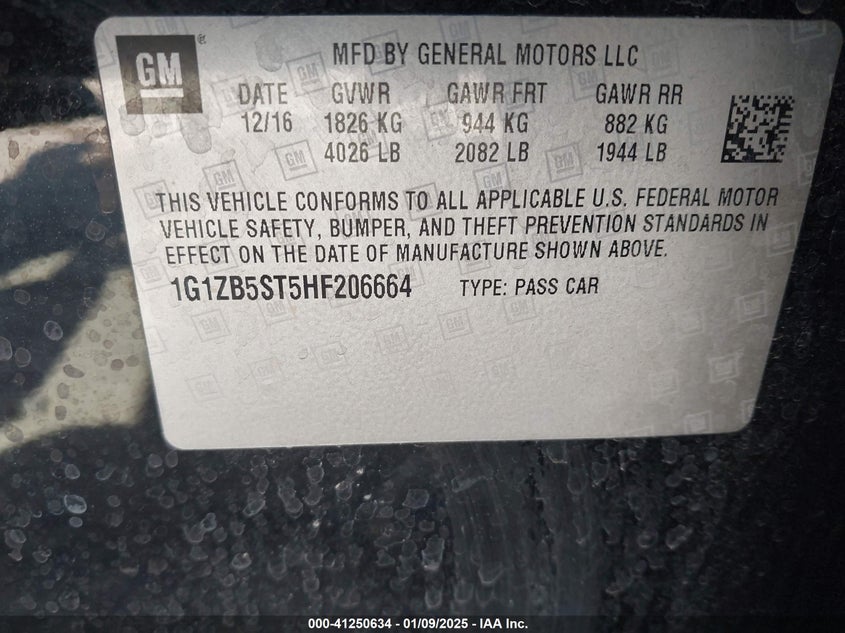 GM ®
MFD BY GENERAL MOTORS LLC
DATE GVWR GAWR FRT GAWR RR
12/16 1826 KG 944 KG 882 KG
4026 LB 2082 LB 1944 LB
THIS VEHICLE CONFORMS TO ALL APPLICABLE U.S. FEDERAL MOTOR
VEHICLE SAFETY, BUMPER, AND THEFT PREVENTION STANDARDS IN
EFFECT ON THE DATE OF MANUFACTURE SHOWN ABOVE.
1G1ZB5ST5HF206664 TYPE: PASS CAR
000-41250634 - 01/09/2025 - IAA Inc.